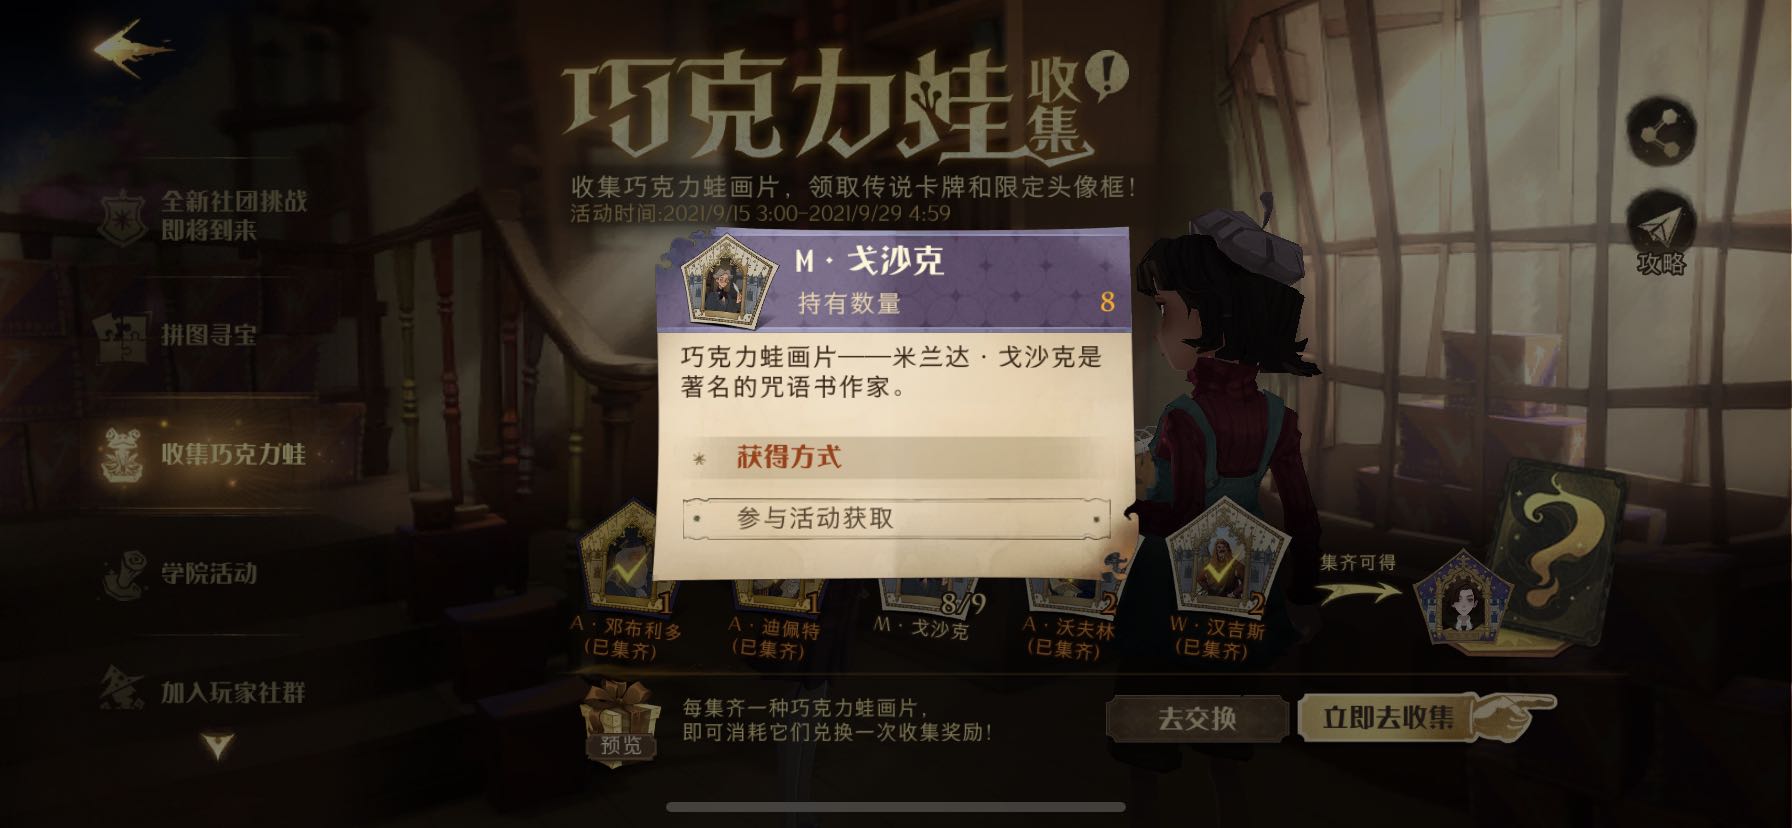 巧克力蛙收集
收集巧克力蛙画片，领取传说卡牌和限定头像框！
活动时间:2021/9/15 3:00-2021/9/29 4:59
全新社团挑战
即将到来
拼图寻宝
收集巧克力蛙
学院活动
加入玩家社群
攻略
M·戈沙克
持有数量 8
巧克力蛙画片——米兰达·戈沙克是
著名的咒语书作家。
获得方式
参与活动获取
1
A·邓布利多
(已集齐)
1
A·迪佩特
(已集齐)
8/9
M·戈沙克
2
A·沃夫林
(已集齐)
2
W·汉吉斯
(已集齐)
集齐可得
?
预览
每集齐一种巧克力蛙画片，
即可消耗它们兑换一次收集奖励！
去交换
立即去收集